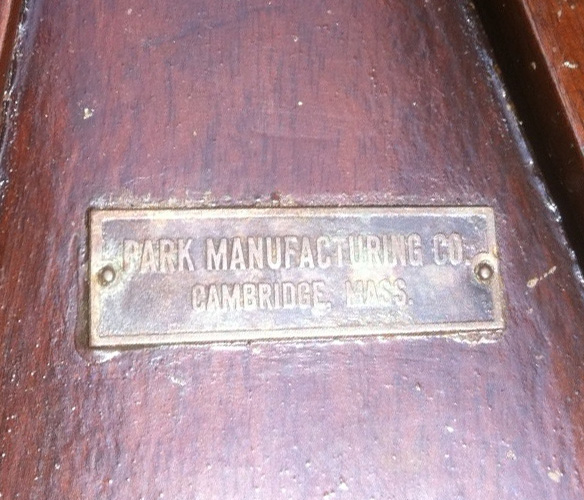 PARK MANUFACTURING CO.
CAMBRIDGE, MASS.